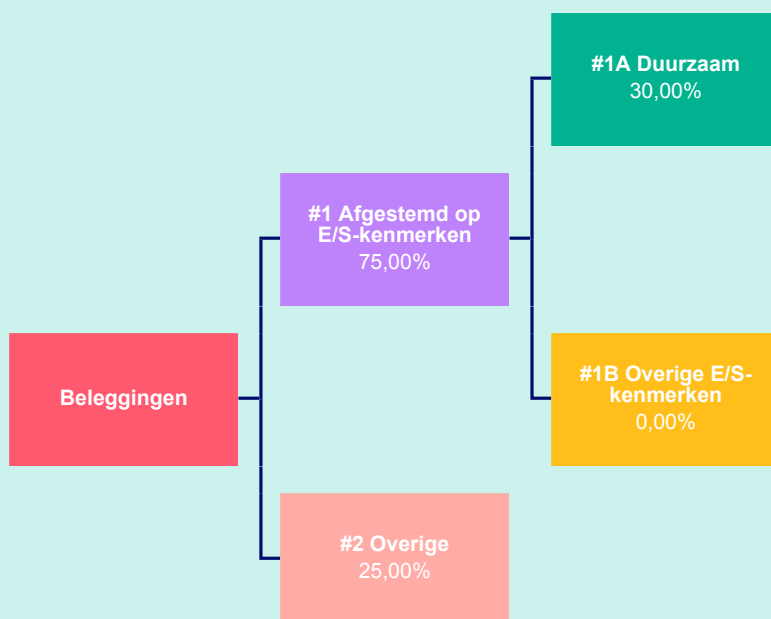 #1A Duurzaam
30,00%
#1 Afgestemd op
E/S-kenmerken
75,00%
Beleggingen
#1B Overige E/S-
kenmerken
0,00%
#2 Overige
25,00%